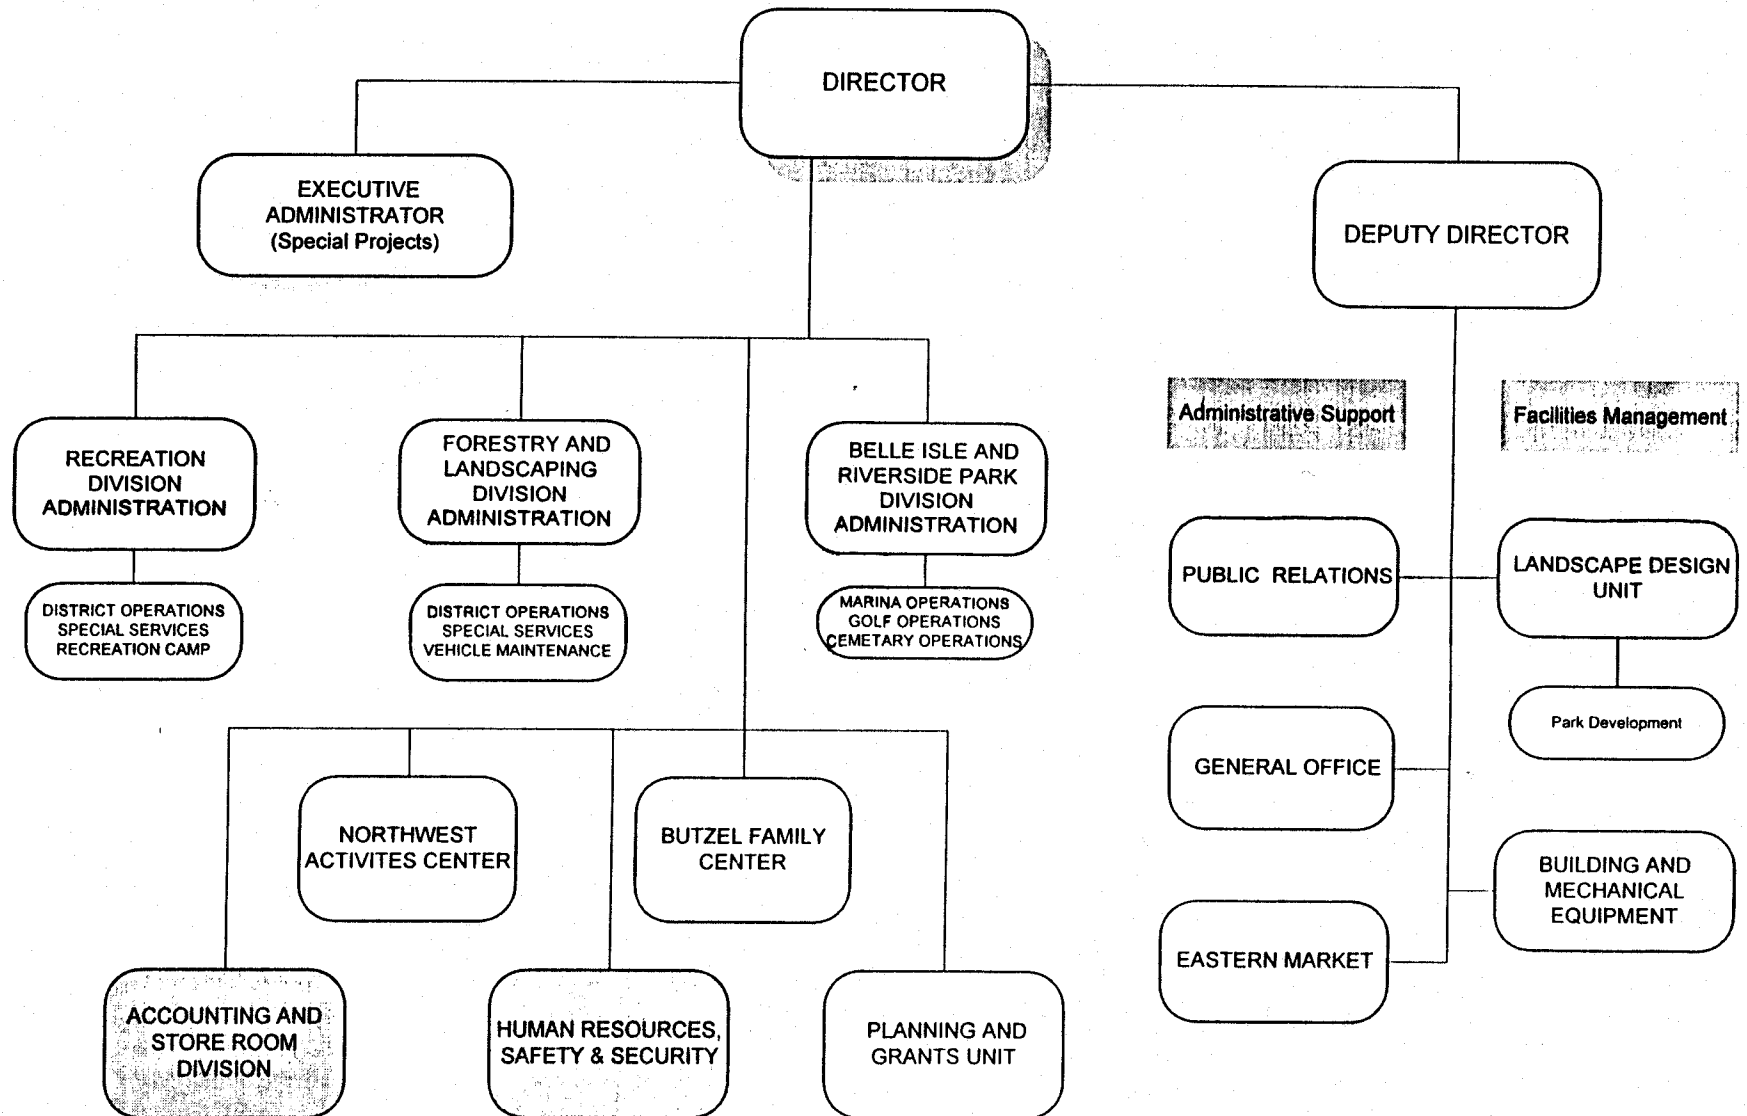 DIRECTOR
EXECUTIVE
ADMINISTRATOR
(Special Projects)
DEPUTY DIRECTOR
Administrative Support
Facilities Management
RECREATION
DIVISION
ADMINISTRATION
FORESTRY AND
LANDSCAPING
DIVISION
ADMINISTRATION
BELLE ISLE AND
RIVERSIDE PARK
DIVISION
ADMINISTRATION
DISTRICT OPERATIONS
SPECIAL SERVICES
RECREATION CAMP
DISTRICT OPERATIONS
SPECIAL SERVICES
VEHICLE MAINTENANCE
MARINA OPERATIONS
GOLF OPERATIONS
CEMETARY OPERATIONS
PUBLIC RELATIONS
LANDSCAPE DESIGN
UNIT
Park Development
GENERAL OFFICE
NORTHWEST
ACTIVITES CENTER
BUTZEL FAMILY
CENTER
BUILDING AND
MECHANICAL
EQUIPMENT
EASTERN MARKET
ACCOUNTING AND
STORE ROOM
DIVISION
HUMAN RESOURCES,
SAFETY & SECURITY
PLANNING AND
GRANTS UNIT